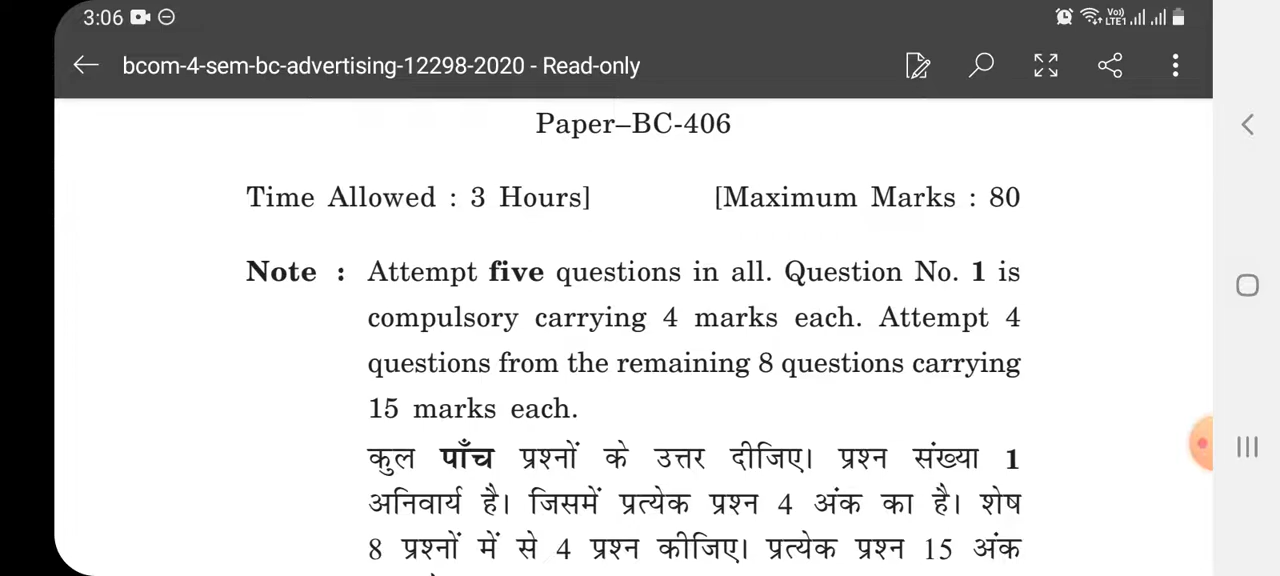 3:06
Vo)) LTE1
bcom-4-sem-bc-advertising-12298-2020 - Read-only
Paper–BC-406
Time Allowed : 3 Hours] [Maximum Marks : 80
Note : Attempt five questions in all. Question No. 1 is
compulsory carrying 4 marks each. Attempt 4
questions from the remaining 8 questions carrying
15 marks each.
कुल पाँच प्रश्नों के उत्तर दीजिए। प्रश्न संख्या 1
अनिवार्य है। जिसमें प्रत्येक प्रश्न 4 अंक का है। शेष
8 प्रश्नों में से 4 प्रश्न कीजिए। प्रत्येक प्रश्न 15 अंक